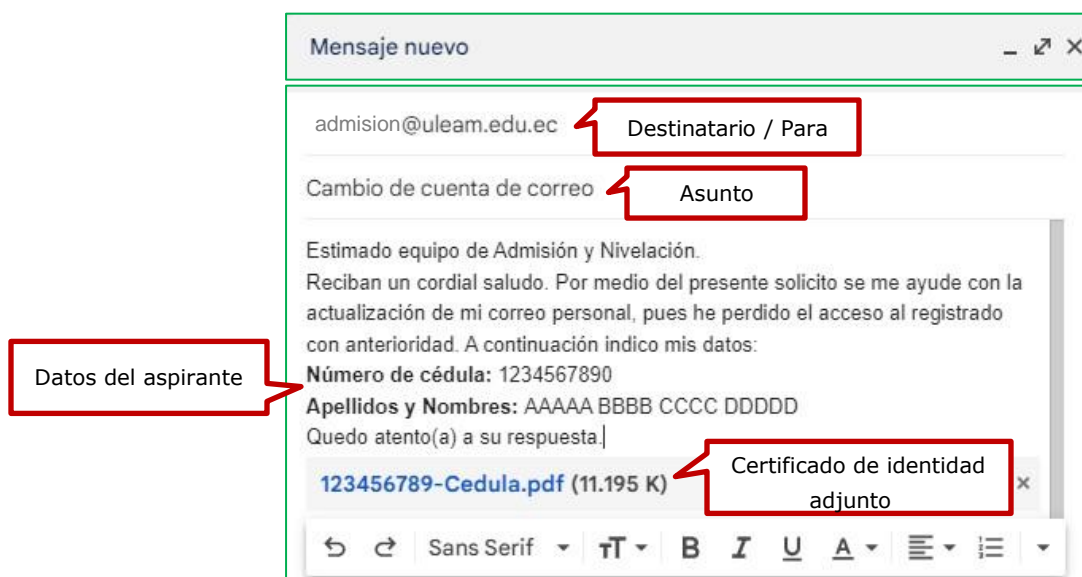 Mensaje nuevo
admision@uleam.edu.ec
Destinatario / Para
Cambio de cuenta de correo
Asunto
Estimado equipo de Admisión y Nivelación.
Reciban un cordial saludo. Por medio del presente solicito se me ayude con la
actualización de mi correo personal, pues he perdido el acceso al registrado
con anterioridad. A continuación indico mis datos:
Datos del aspirante
Número de cédula: 1234567890
Apellidos y Nombres: AAAAA BBBB CCCC DDDDD
Quedo atento(a) a su respuesta.
123456789-Cedula.pdf (11.195 K)
Certificado de identidad
adjunto
Sans Serif
B I U A